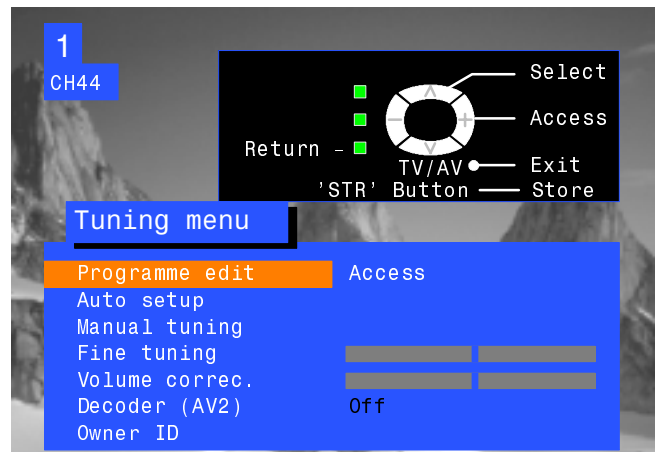 1
CH44
Select
Access
Return –
TV/AV
Exit
'STR' Button
Store
Tuning menu
Programme edit Access
Auto setup
Manual tuning
Fine tuning
Volume correc.
Decoder (AV2) Off
Owner ID